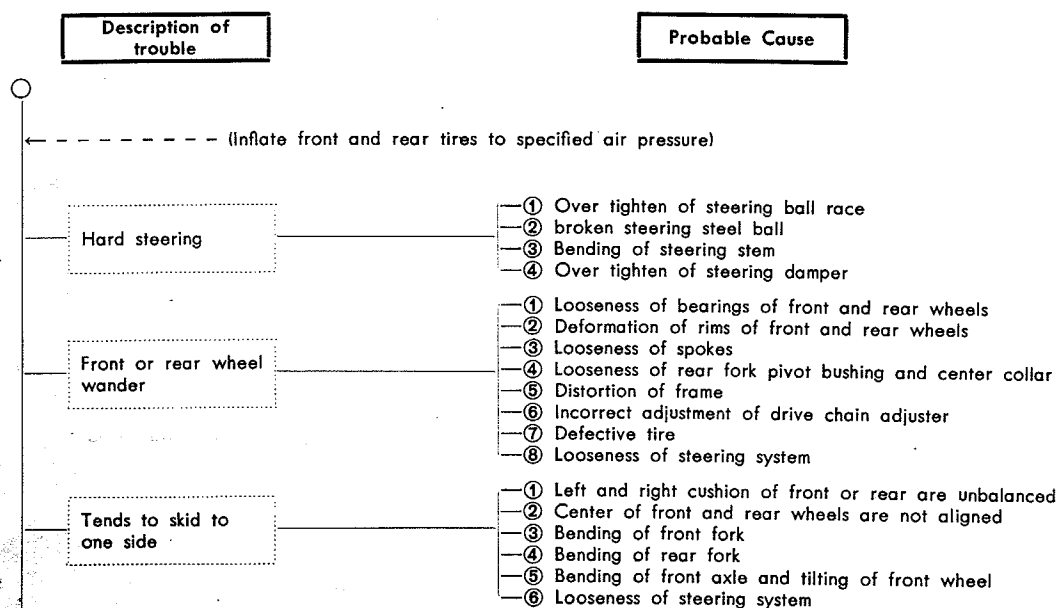 Description of
trouble
Probable Cause
(Inflate front and rear tires to specified air pressure)
Hard steering
① Over tighten of steering ball race
② broken steering steel ball
③ Bending of steering stem
④ Over tighten of steering damper
Front or rear wheel
wander
① Looseness of bearings of front and rear wheels
② Deformation of rims of front and rear wheels
③ Looseness of spokes
④ Looseness of rear fork pivot bushing and center collar
⑤ Distortion of frame
⑥ Incorrect adjustment of drive chain adjuster
⑦ Defective tire
⑧ Looseness of steering system
Tends to skid to
one side
① Left and right cushion of front or rear are unbalanced
② Center of front and rear wheels are not aligned
③ Bending of front fork
④ Bending of rear fork
⑤ Bending of front axle and tilting of front wheel
⑥ Looseness of steering system